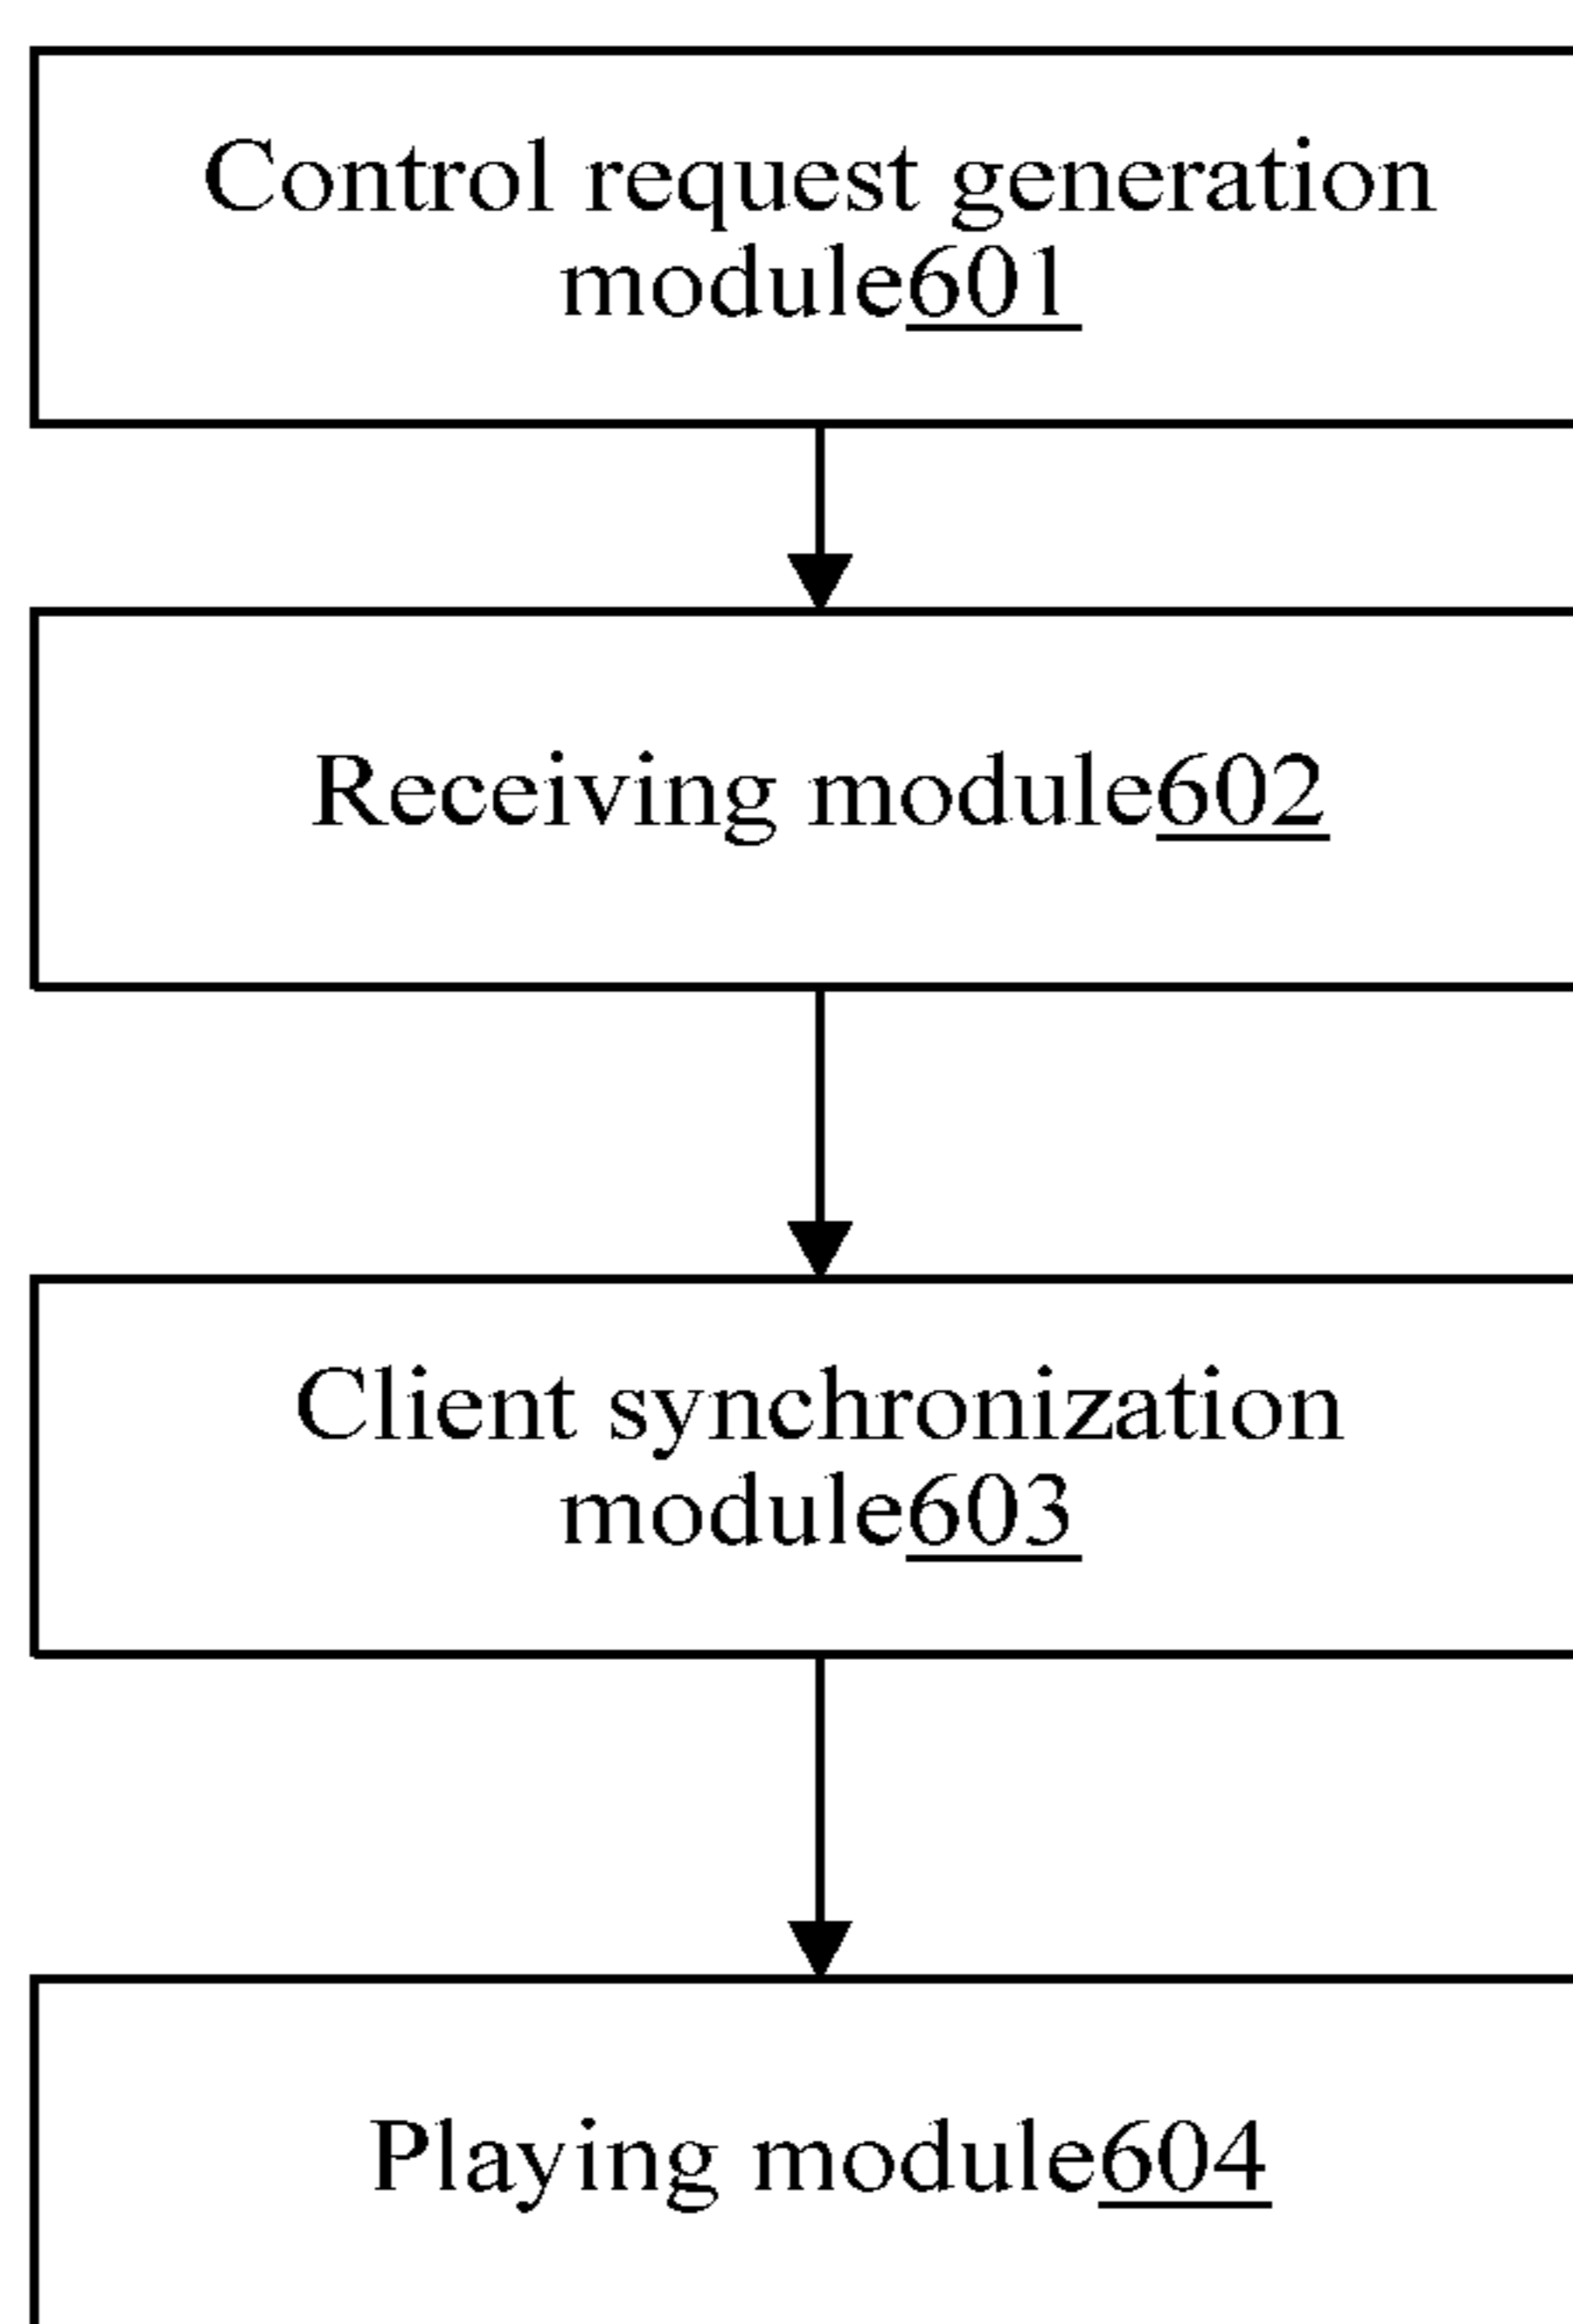 Control request generation
module601
Receiving module602
Client synchronization
module603
Playing module604